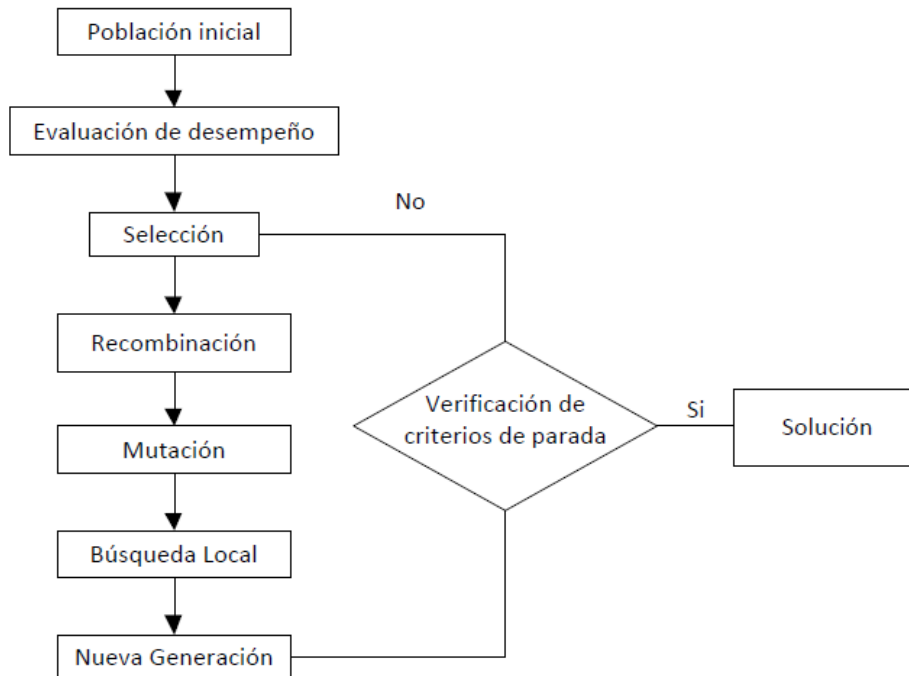 Población inicial
Evaluación de desempeño
No
Selección
Recombinación
Verificación de
criterios de parada
Si
Solución
Mutación
Búsqueda Local
Nueva Generación